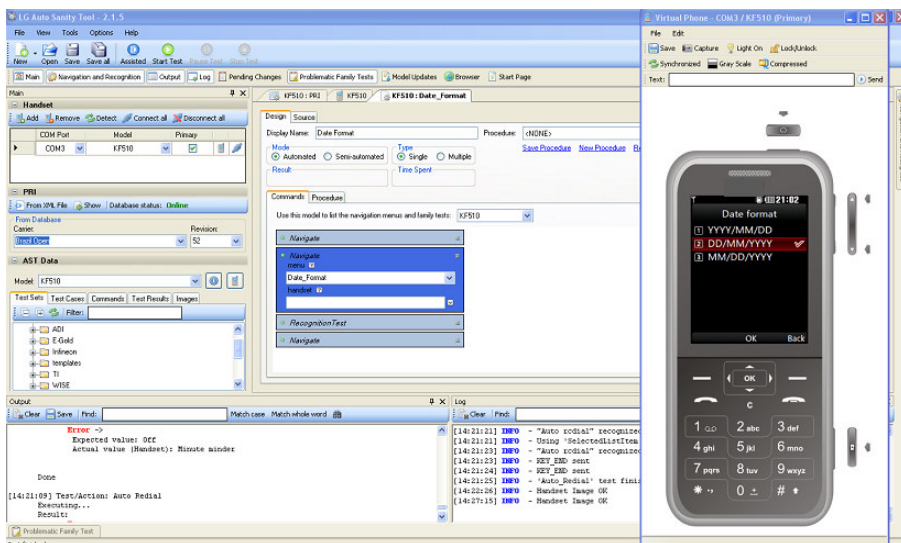 LG Auto Sanity Tool - 2.1.5
File View Tools Options Help
New Open Save Save all Assisted Start Test Pause Test Stop Test
Main Navigation and Recognition Output Log Pending Changes Problematic Family Tests Model Updates Browser Start Page
Main
Handset
Add Remove Detect Connect all Disconnect all
COM Port Model Primary
COM3 KF510
PRI
From XML File Show Database status: Online
From Database
Carrier: Revision:
Brazil Open 52
AST Data
Model: KF510
Test Sets Test Cases Commands Test Results Images
Filter:
ADI
E-Gold
Infineon
templates
TI
WISE
KF510 : PRI KF510 KF510 : Date_Format
Design Source
Display Name: Date Format Procedure: <NONE>
Mode Type Save Procedure New Procedure
Automated Semi-automated Single Multiple
Result Time Spent
Commands Procedure
Use this model to list the navigation menus and family tests: KF510
Navigate
Navigate
menu
Date_Format
handset
RecognitionTest
Navigate
Output
Clear Save Find: Match case Match whole word
Error ->
Expected value: Off
Actual value (Handset): Minute minder
Done
[14:21:09] Test/Action: Auto Redial
Executing...
Result:
Problematic Family Test
Log
Clear Find:
[14:21:21] INFO - "Auto redial" recognized
[14:21:21] INFO - Using 'SelectedListItem
[14:21:23] INFO - "Auto redial" recognized
[14:21:23] INFO - KEY_END sent
[14:21:24] INFO - KEY_END sent
[14:21:25] INFO - 'Auto_Redial' test fini
[14:22:26] INFO - Handset Image OK
[14:27:15] INFO - Handset Image OK
Virtual Phone - COM3 / KF510 (Primary)
File Edit
Save Capture Light On Lock/Unlock
Synchronized Gray Scale Compressed
Text: Send
21:02
Date format
1 YYYY/MM/DD
2 DD/MM/YYYY
3 MM/DD/YYYY
OK Back
OK
C
1 2 abc 3 def
4 ghi 5 jkl 6 mno
7 pqrs 8 tuv 9 wxyz
* 0 #